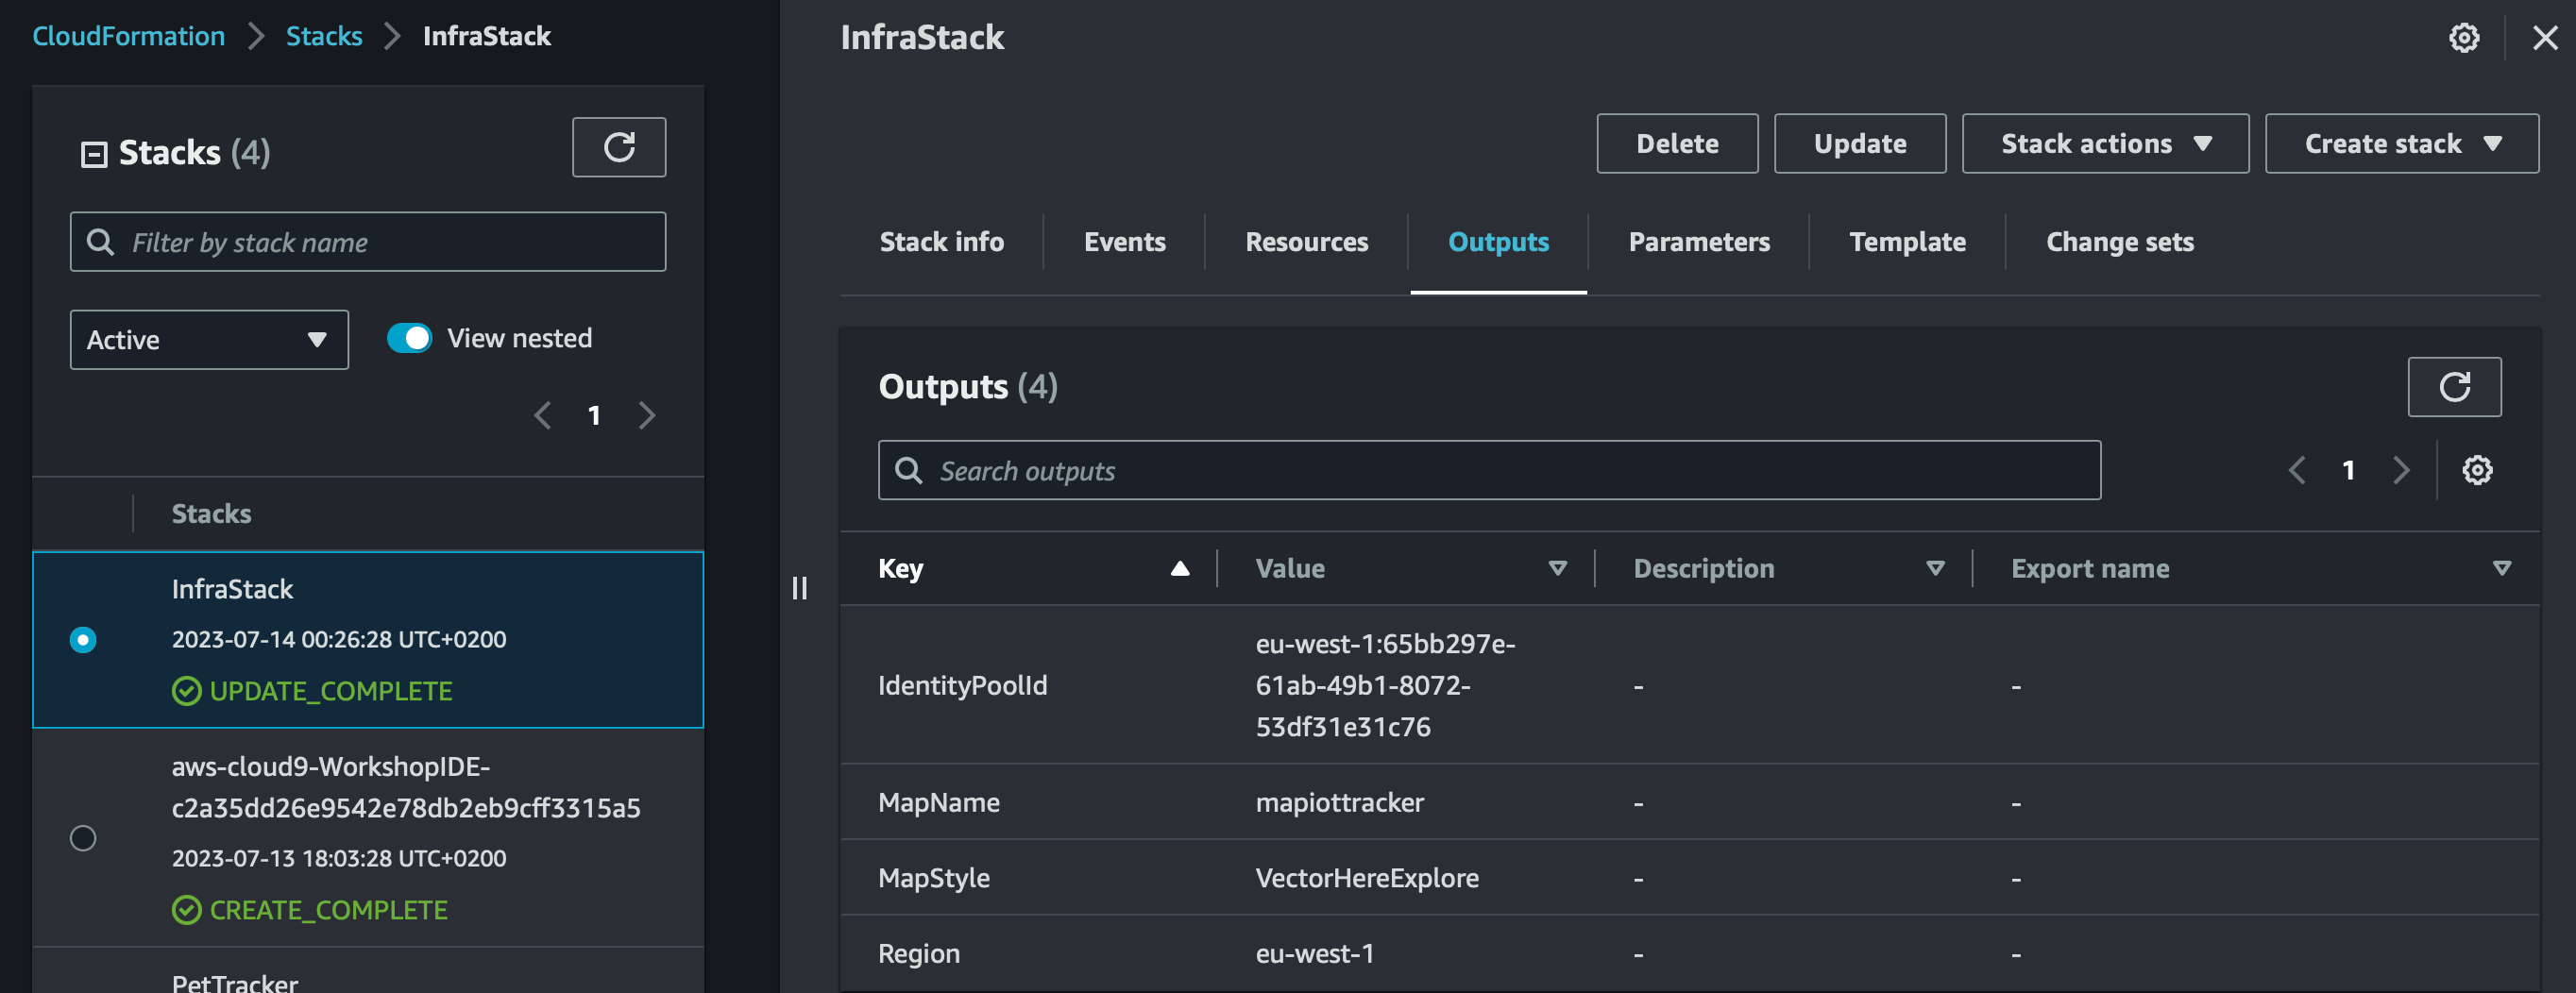 CloudFormation > Stacks > InfraStack
Stacks (4)
Filter by stack name
Active
View nested
1
Stacks
InfraStack
2023-07-14 00:26:28 UTC+0200
UPDATE_COMPLETE
aws-cloud9-WorkshopIDE-
c2a35dd26e9542e78db2eb9cff3315a5
2023-07-13 18:03:28 UTC+0200
CREATE_COMPLETE
PetTracker
InfraStack
Delete
Update
Stack actions
Create stack
Stack info
Events
Resources
Outputs
Parameters
Template
Change sets
Outputs (4)
Search outputs
1
Key Value Description Export name
IdentityPoolId
eu-west-1:65bb297e-
61ab-49b1-8072-
53df31e31c76
- -
MapName mapiottracker - -
MapStyle VectorHereExplore - -
Region eu-west-1 - -